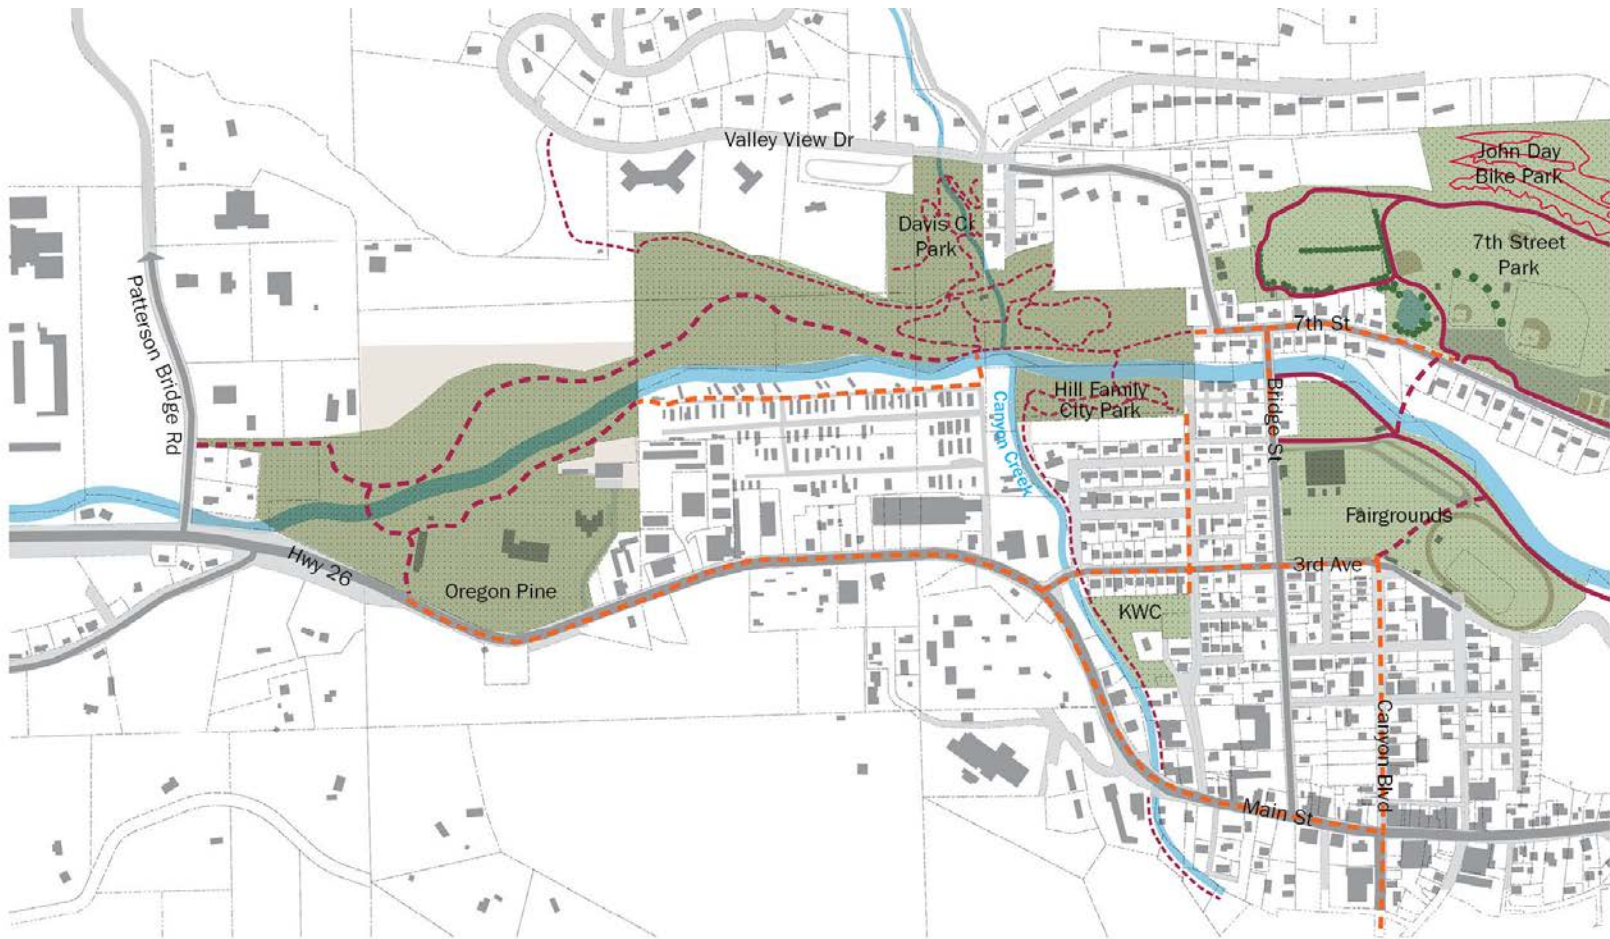 Valley View Dr
John Day
Bike Park
Davis Cr
Park
7th Street
Park
Patterson Bridge Rd
7th St
Hill Family
City Park
Bridge St
Canyon Creek
Fairgrounds
Hwy 26
3rd Ave
Oregon Pine
KWC
Canyon Blvd
Main St